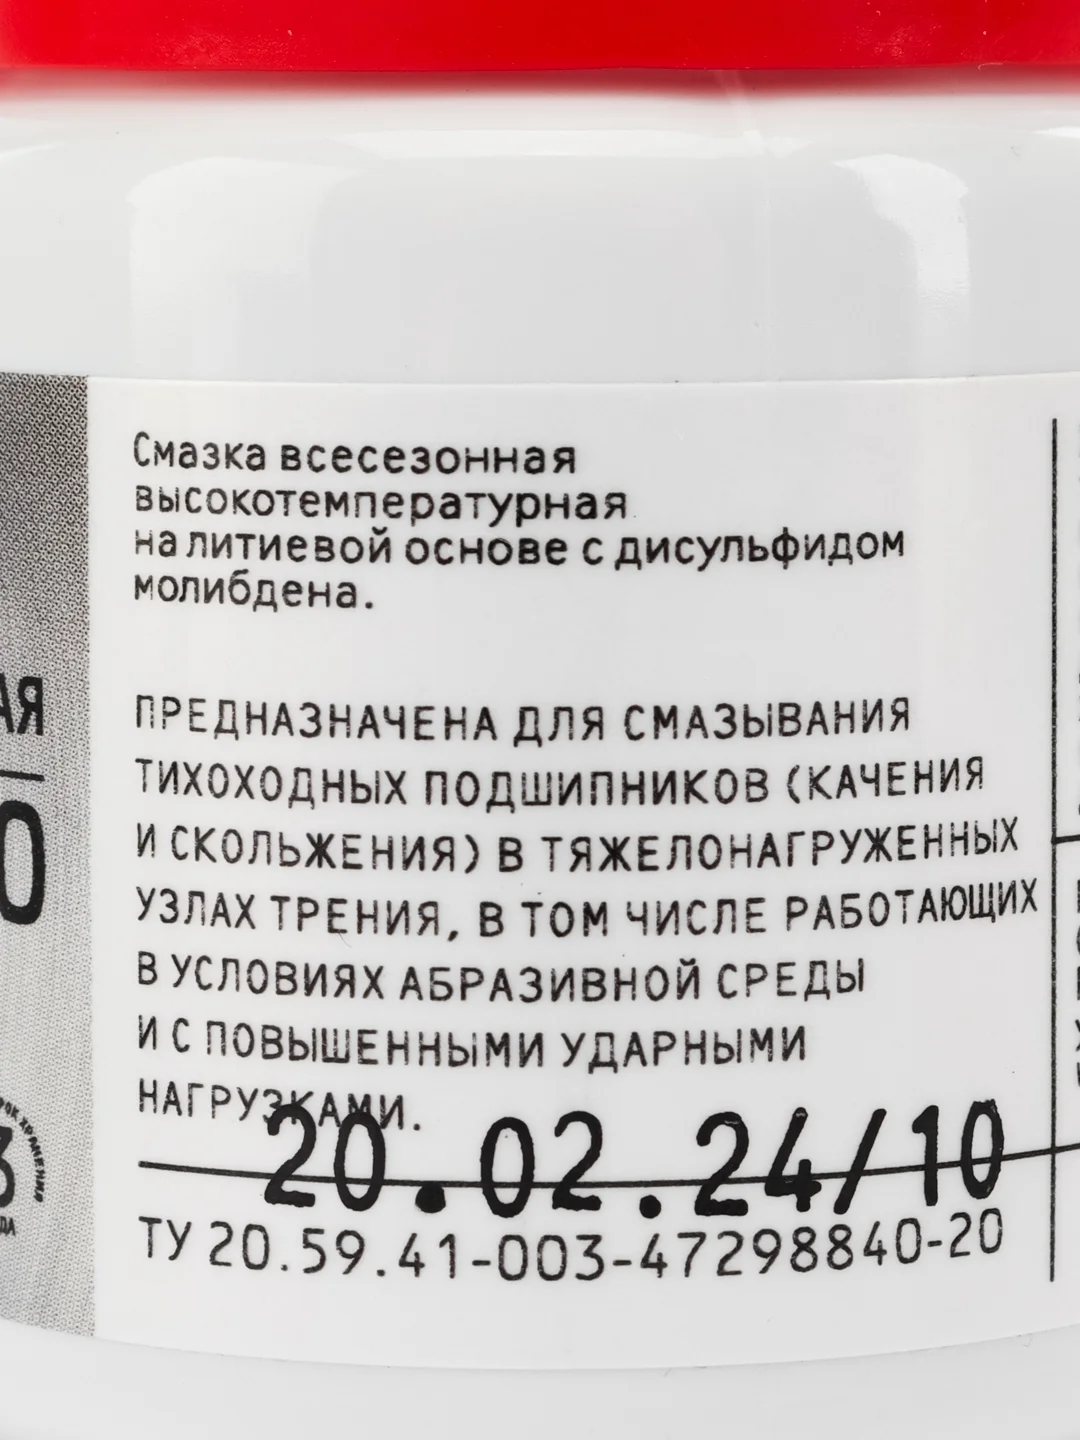 Смазка всесезонная
высокотемпературная
на литиевой основе с дисульфидом
молибдена.
ПРЕДНАЗНАЧЕНА ДЛЯ СМАЗЫВАНИЯ
ТИХОХОДНЫХ ПОДШИПНИКОВ (КАЧЕНИЯ
И СКОЛЬЖЕНИЯ) В ТЯЖЕЛОНАГРУЖЕННЫХ
УЗЛАХ ТРЕНИЯ, В ТОМ ЧИСЛЕ РАБОТАЮЩИХ
В УСЛОВИЯХ АБРАЗИВНОЙ СРЕДЫ
И С ПОВЫШЕННЫМИ УДАРНЫМИ
НАГРУЗКАМИ.
20.02.24/10
ТУ 20.59.41-003-47298840-20